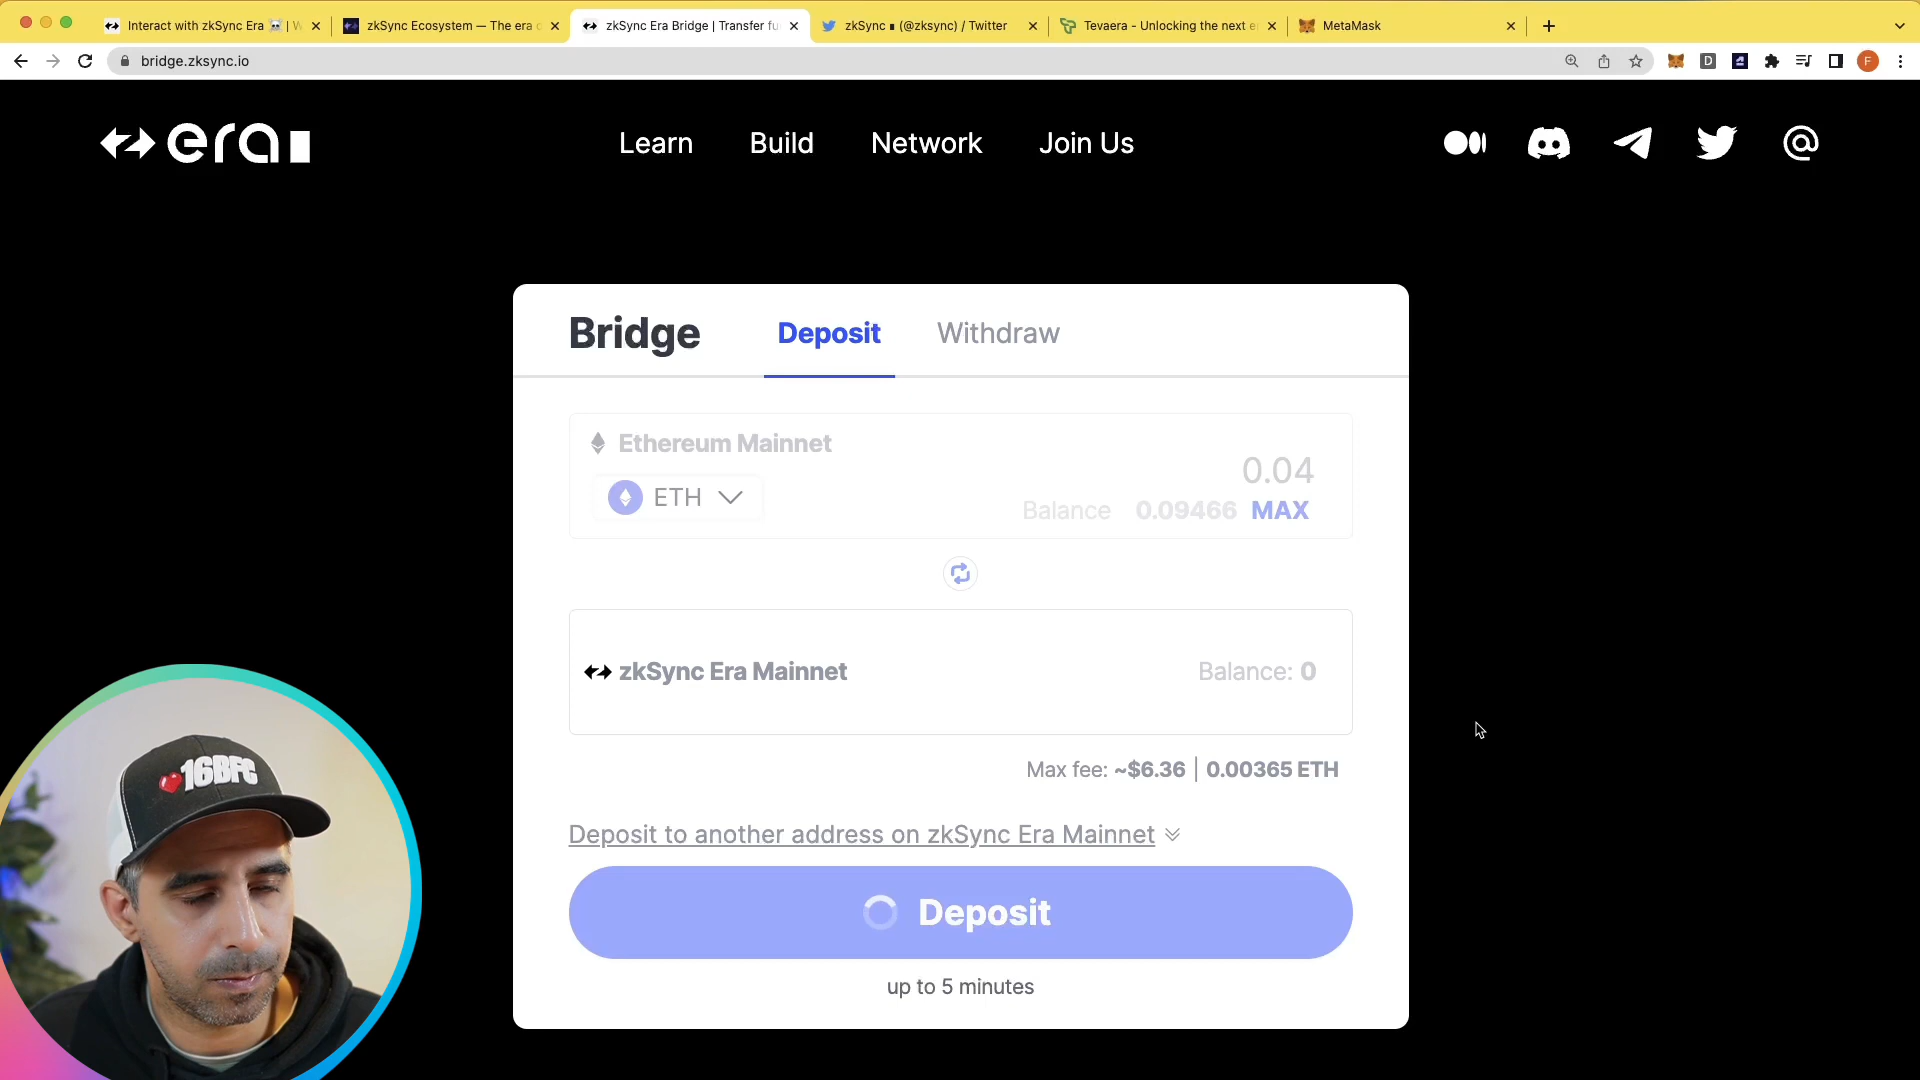 Interact with zkSync Era ☠️ | W
zkSync Ecosystem — The era o
zkSync Era Bridge | Transfer fu
zkSync ∎ (@zksync) / Twitter
Tevaera - Unlocking the next e
MetaMask
bridge.zksync.io
D
F
era
Learn
Build
Network
Join Us
Bridge
Deposit
Withdraw
Ethereum Mainnet
0.04
ETH
Balance 0.09466 MAX
zkSync Era Mainnet
Balance: 0
Max fee: ~$6.36 | 0.00365 ETH
Deposit to another address on zkSync Era Mainnet
Deposit
up to 5 minutes
16BFC